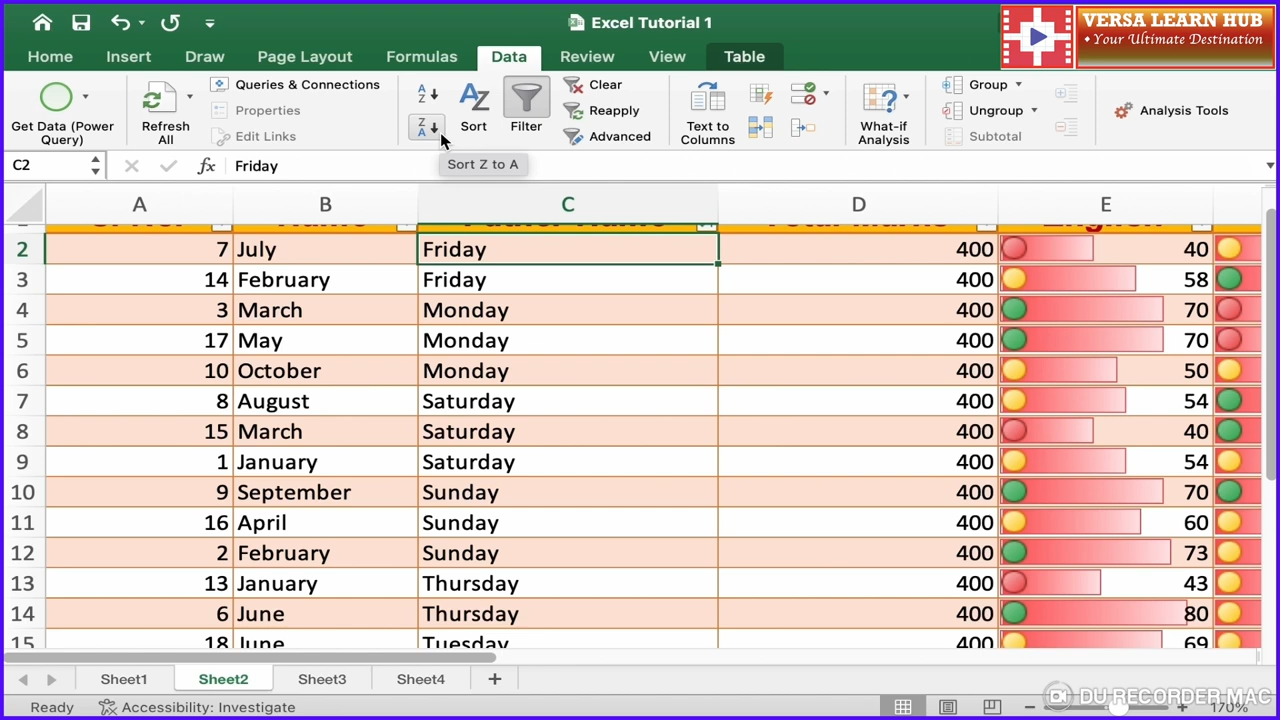 Excel Tutorial 1
VERSA LEARN HUB
• Your Ultimate Destination
Home Insert Draw Page Layout Formulas Data Review View Table
Get Data (Power Query)
Refresh All
Queries & Connections
Properties
Edit Links
A Z
Z A
Sort
Filter
Clear
Reapply
Advanced
Text to Columns
What-if Analysis
Group
Ungroup
Subtotal
Analysis Tools
Sort Z to A
C2 fx Friday
A B C D E
2 7 July Friday 400 40
3 14 February Friday 400 58
4 3 March Monday 400 70
5 17 May Monday 400 70
6 10 October Monday 400 50
7 8 August Saturday 400 54
8 15 March Saturday 400 40
9 1 January Saturday 400 54
10 9 September Sunday 400 70
11 16 April Sunday 400 60
12 2 February Sunday 400 73
13 13 January Thursday 400 43
14 6 June Thursday 400 80
15 18 June Tuesday 400 69
Sheet1 Sheet2 Sheet3 Sheet4 +
Ready Accessibility: Investigate 170%
DU RECORDER MAC